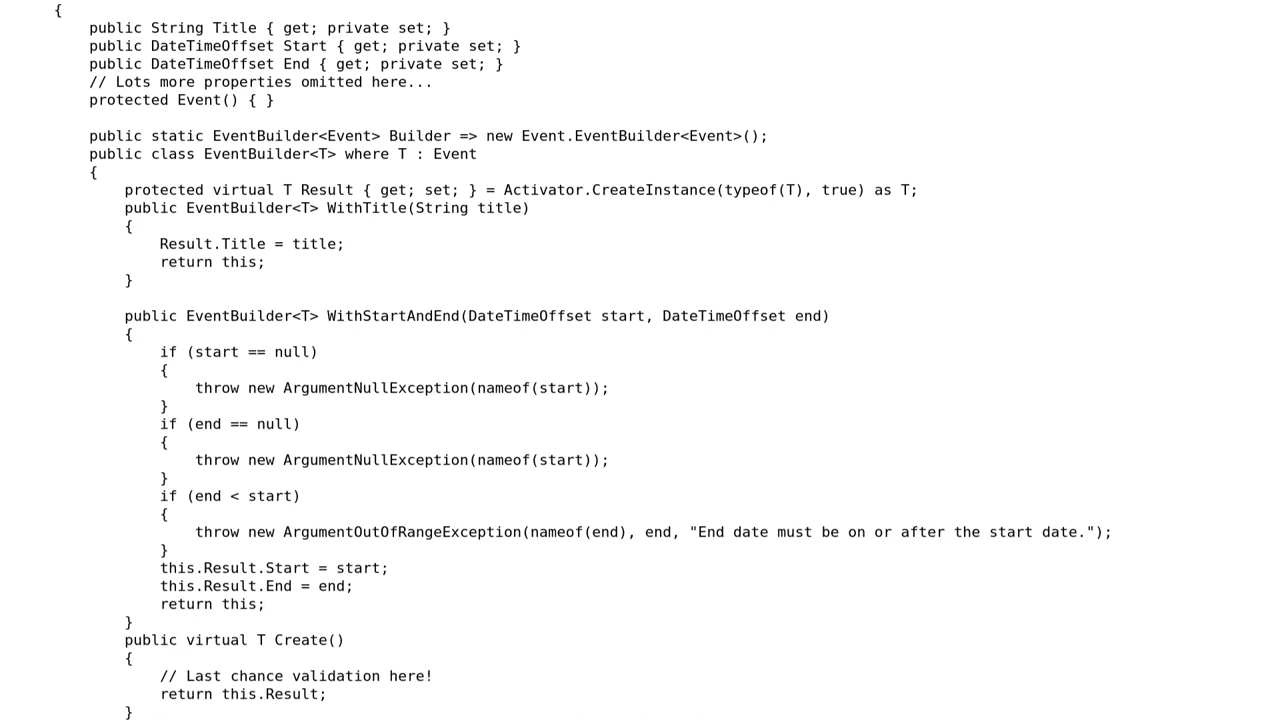 {
public String Title { get; private set; }
public DateTimeOffset Start { get; private set; }
public DateTimeOffset End { get; private set; }
// Lots more properties omitted here...
protected Event() { }
public static EventBuilder<Event> Builder => new Event.EventBuilder<Event>();
public class EventBuilder<T> where T : Event
{
protected virtual T Result { get; set; } = Activator.CreateInstance(typeof(T), true) as T;
public EventBuilder<T> WithTitle(String title)
{
Result.Title = title;
return this;
}
public EventBuilder<T> WithStartAndEnd(DateTimeOffset start, DateTimeOffset end)
{
if (start == null)
{
throw new ArgumentNullException(nameof(start));
}
if (end == null)
{
throw new ArgumentNullException(nameof(start));
}
if (end < start)
{
throw new ArgumentOutOfRangeException(nameof(end), end, "End date must be on or after the start date.");
}
this.Result.Start = start;
this.Result.End = end;
return this;
}
public virtual T Create()
{
// Last chance validation here!
return this.Result;
}